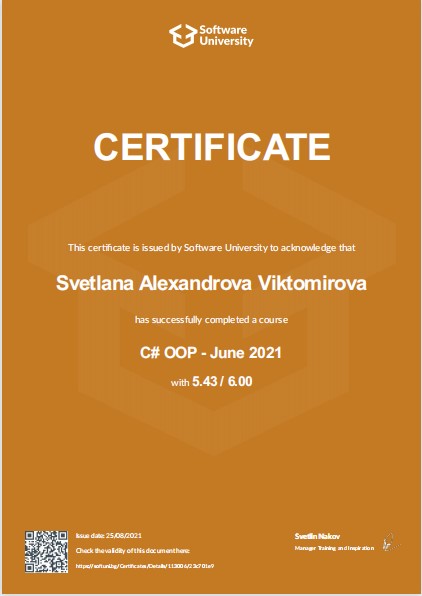 Software
University
CERTIFICATE
This certificate is issued by Software University to acknowledge that
Svetlana Alexandrova Viktomirova
has successfully completed a course
C# OOP - June 2021
with 5.43 / 6.00
Issue date: 25/08/2021
Check the validity of this document here:
https://softuni.bg/Certificates/Details/113006/23c701e9
Svetlin Nakov
Manager Training and Inspiration